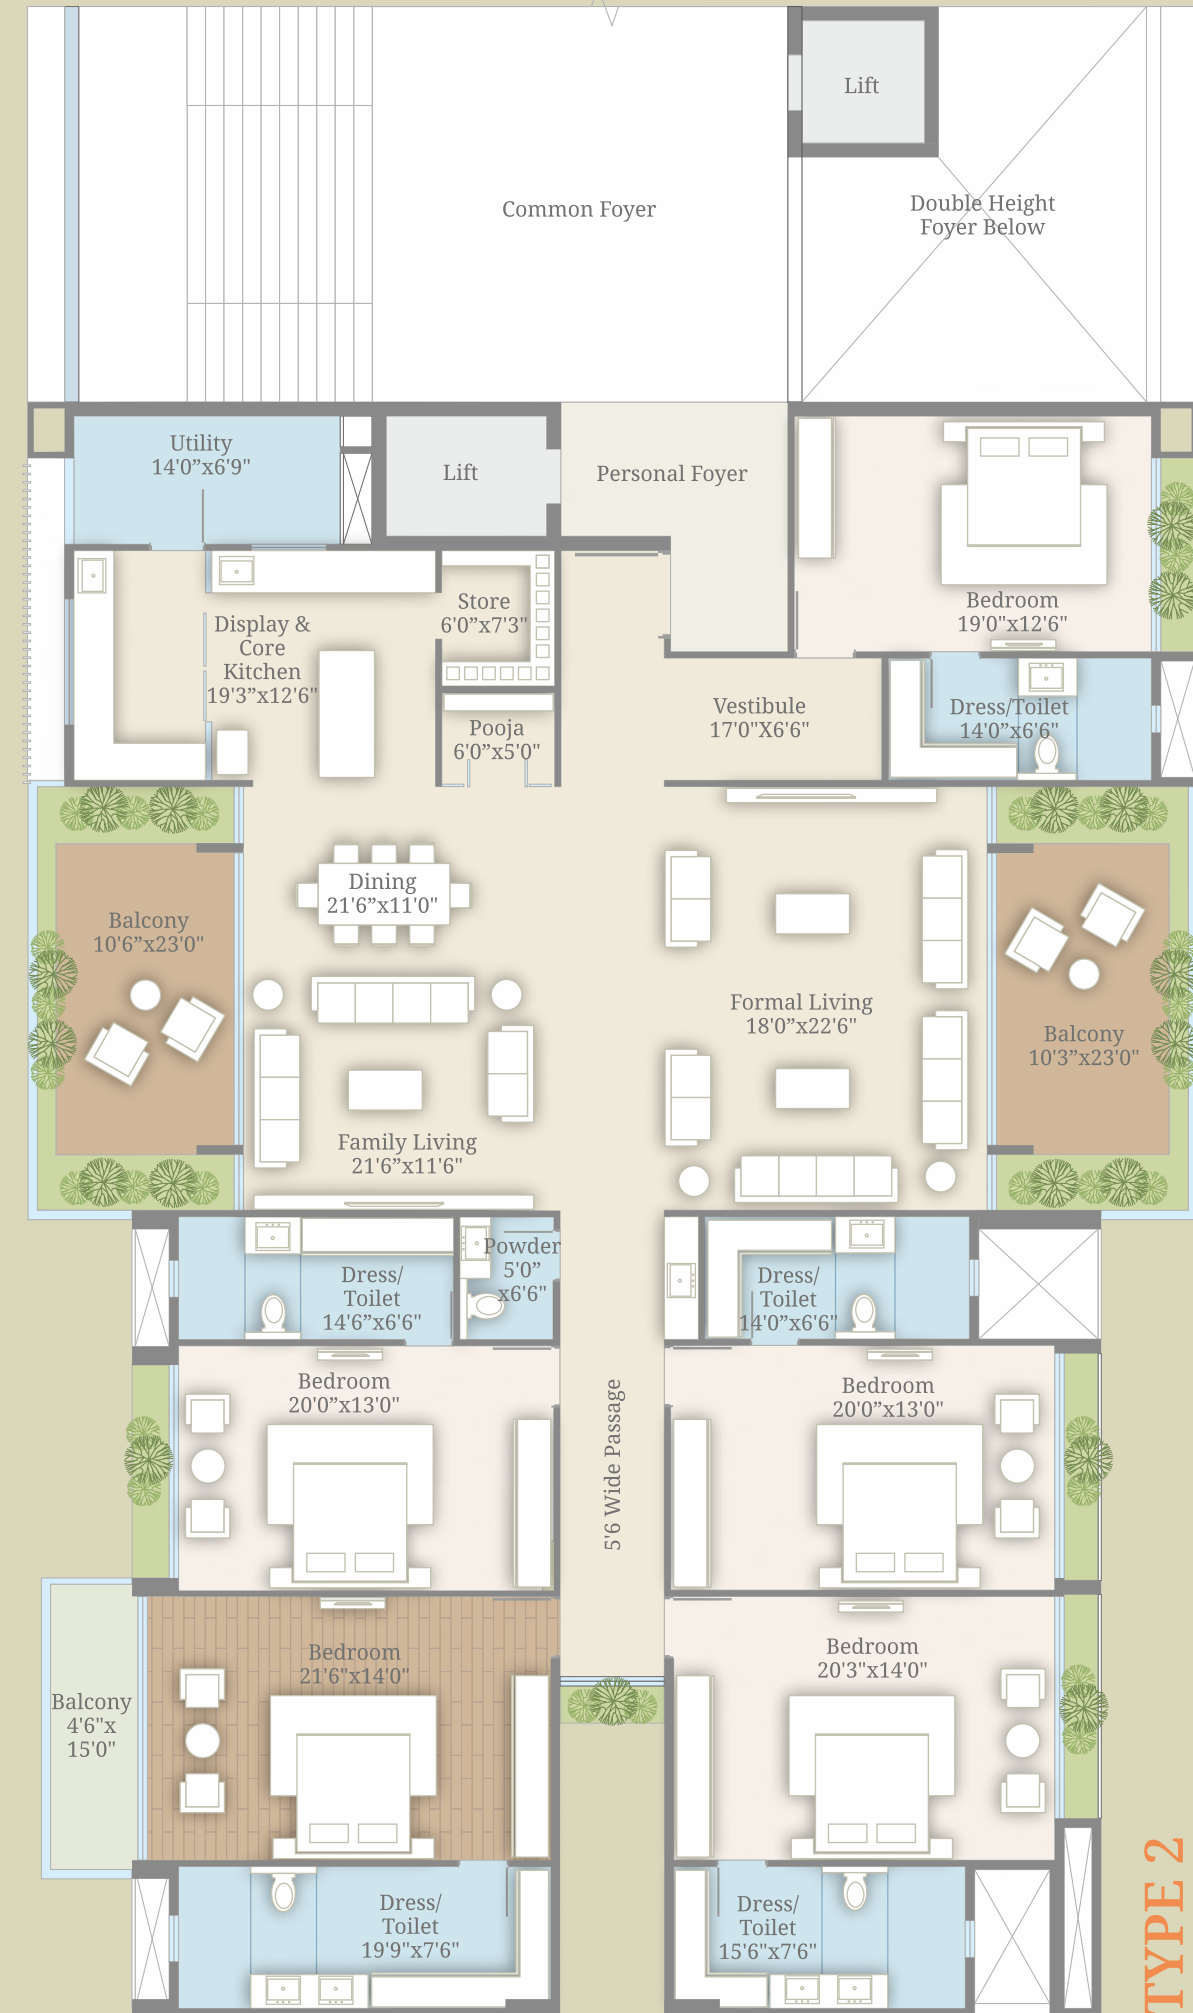 Lift
Common Foyer
Double Height
Foyer Below
Utility
14'0”x6'9"
Lift
Personal Foyer
Bedroom
19'0"x12'6"
Display &
Core
Kitchen
19'3”x12'6"
Store
6'0”x7'3"
Pooja
6'0”x5'0"
Vestibule
17'0"X6'6"
Dress/Toilet
14'0”x6'6"
Dining
21'6”x11'0"
Balcony
10'6”x23'0"
Formal Living
18'0”x22'6"
Balcony
10'3”x23'0"
Family Living
21'6”x11'6"
Powder
5'0”
x6'6"
Dress/
Toilet
14'6”x6'6"
Dress/
Toilet
14'0”x6'6"
Bedroom
20'0”x13'0"
Bedroom
20'0”x13'0"
5'6 Wide Passage
Bedroom
21'6"x14'0"
Bedroom
20'3"x14'0"
Balcony
4'6"x
15'0"
Dress/
Toilet
19'9"x7'6"
Dress/
Toilet
15'6"x7'6"
TYPE 2